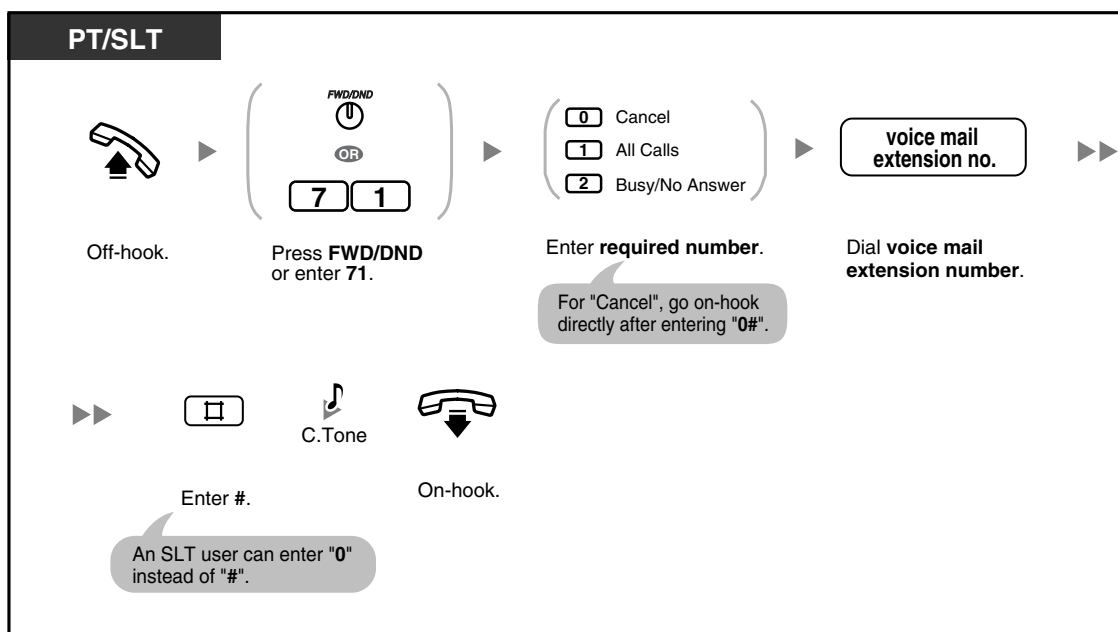 PT/SLT
Off-hook.
FWD/DND
OR
7 1
Press FWD/DND
or enter 71.
0 Cancel
1 All Calls
2 Busy/No Answer
Enter required number.
For "Cancel", go on-hook
directly after entering "0#".
voice mail
extension no.
Dial voice mail
extension number.
#
Enter #.
An SLT user can enter "0"
instead of "#".
C.Tone
On-hook.